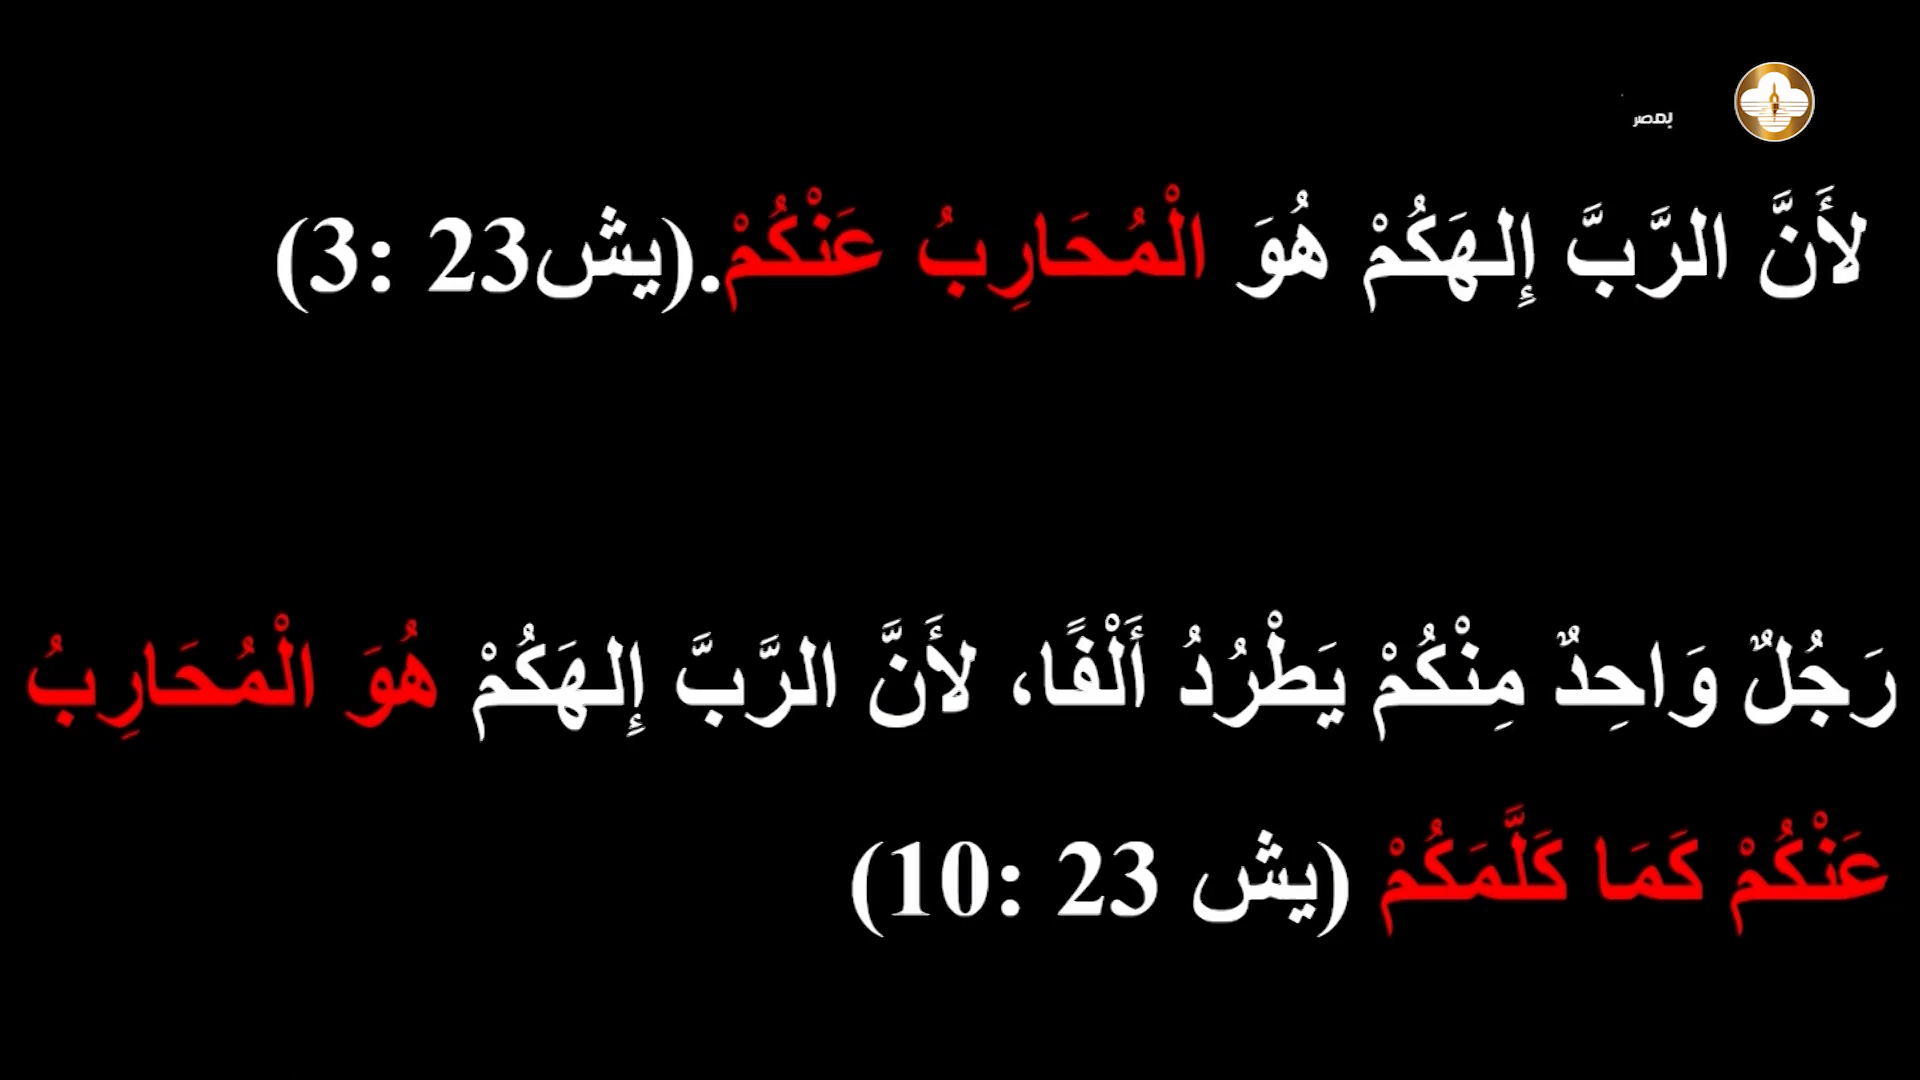 بمصر
لأَنَّ الرَّبَّ إِلهَكُمْ هُوَ الْمُحَارِبُ عَنْكُمْ.(يش23 :3)
رَجُلٌ وَاحِدٌ مِنْكُمْ يَطْرُدُ أَلْفًا، لأَنَّ الرَّبَّ إِلهَكُمْ هُوَ الْمُحَارِبُ
عَنْكُمْ كَمَا كَلَّمَكُمْ (يش 23 :10)